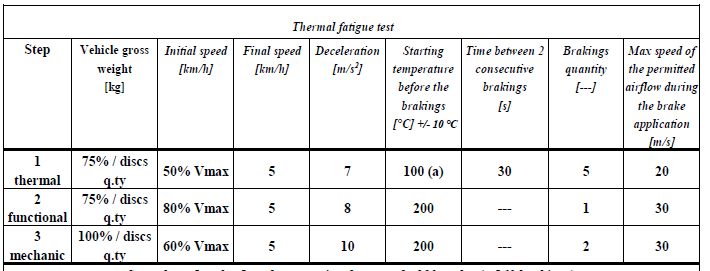 Thermal fatigue test
Step Vehicle gross weight [kg] Initial speed [km/h] Final speed [km/h] Deceleration [m/s²] Starting temperature before the brakings [°C] +/- 10 °C Time between 2 consecutive brakings [s] Brakings quantity [---] Max speed of the permitted airflow during the brake application [m/s]
1 thermal 75% / discs q.ty 50% Vmax 5 7 100 (a) 30 5 20
2 functional 75% / discs q.ty 80% Vmax 5 8 200 --- 1 30
3 mechanic 100% / discs q.ty 60% Vmax 5 10 200 --- 2 30